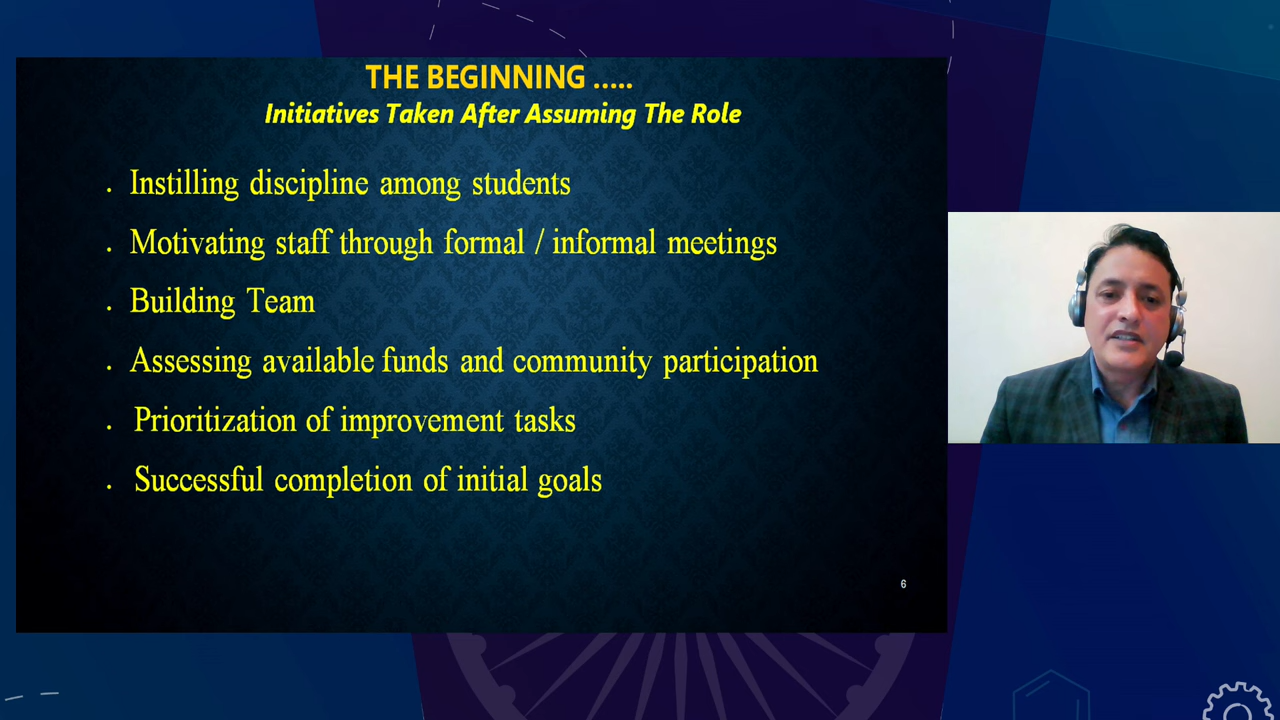 THE BEGINNING .....
Initiatives Taken After Assuming The Role
. Instilling discipline among students
. Motivating staff through formal / informal meetings
. Building Team
. Assessing available funds and community participation
. Prioritization of improvement tasks
. Successful completion of initial goals
6